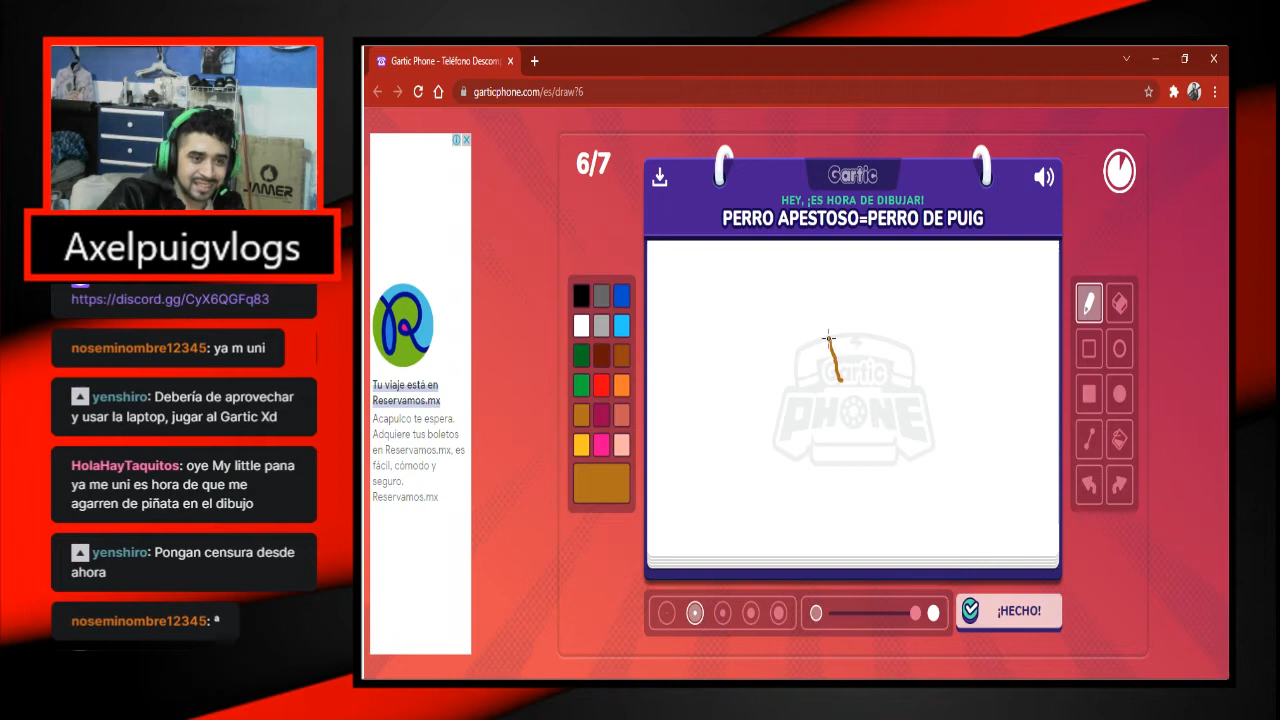 Axelpuigvlogs
https://discord.gg/CyX6QGFq83
noseminombre12345: ya m uni
yenshiro: Debería de aprovechar
y usar la laptop, jugar al Gartic Xd
HolaHayTaquitos: oye My little pana
ya me uni es hora de que me
agarren de piñata en el dibujo
yenshiro: Pongan censura desde
ahora
noseminombre12345: ª
JAMER
Gartic Phone - Teléfono Descom
garticphone.com/es/draw?6
Tu viaje está en
Reservamos.mx
Acapulco te espera.
Adquiere tus boletos
en Reservamos.mx, es
fácil, cómodo y
seguro.
Reservamos.mx
6/7
Gartic
HEY, ¡ES HORA DE DIBUJAR!
PERRO APESTOSO=PERRO DE PUIG
Gartic
PHONE
¡HECHO!